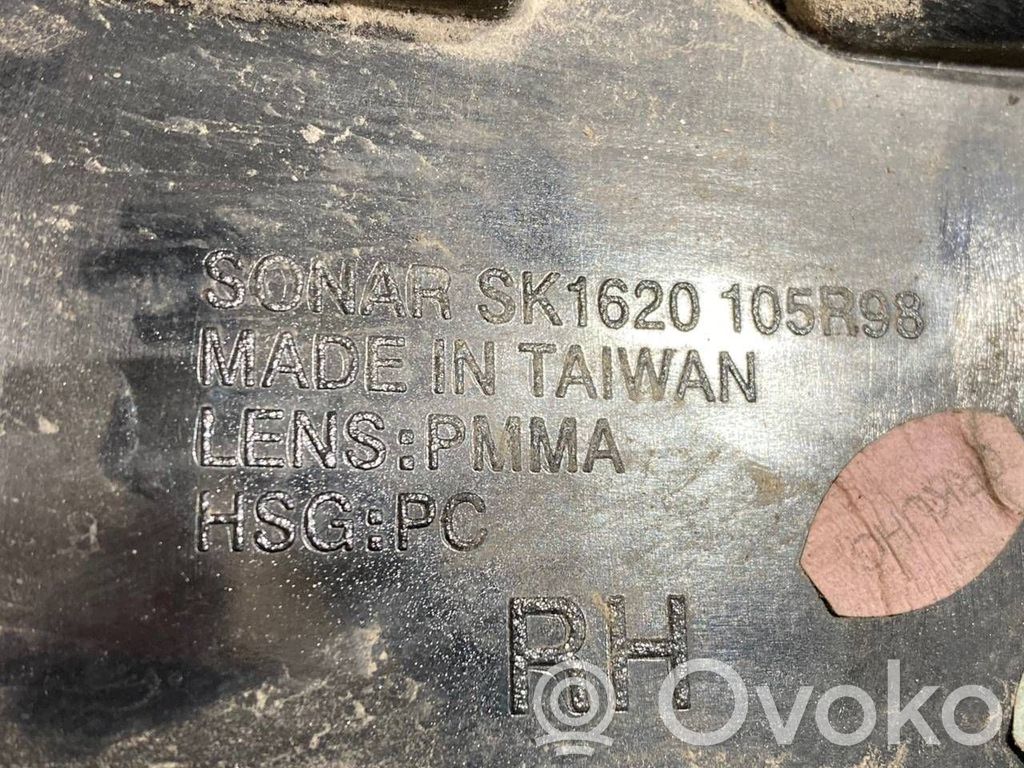 SONAR SK1620 105R98
MADE IN TAIWAN
LENS:PMMA
HSG:PC
RH
Ovoko